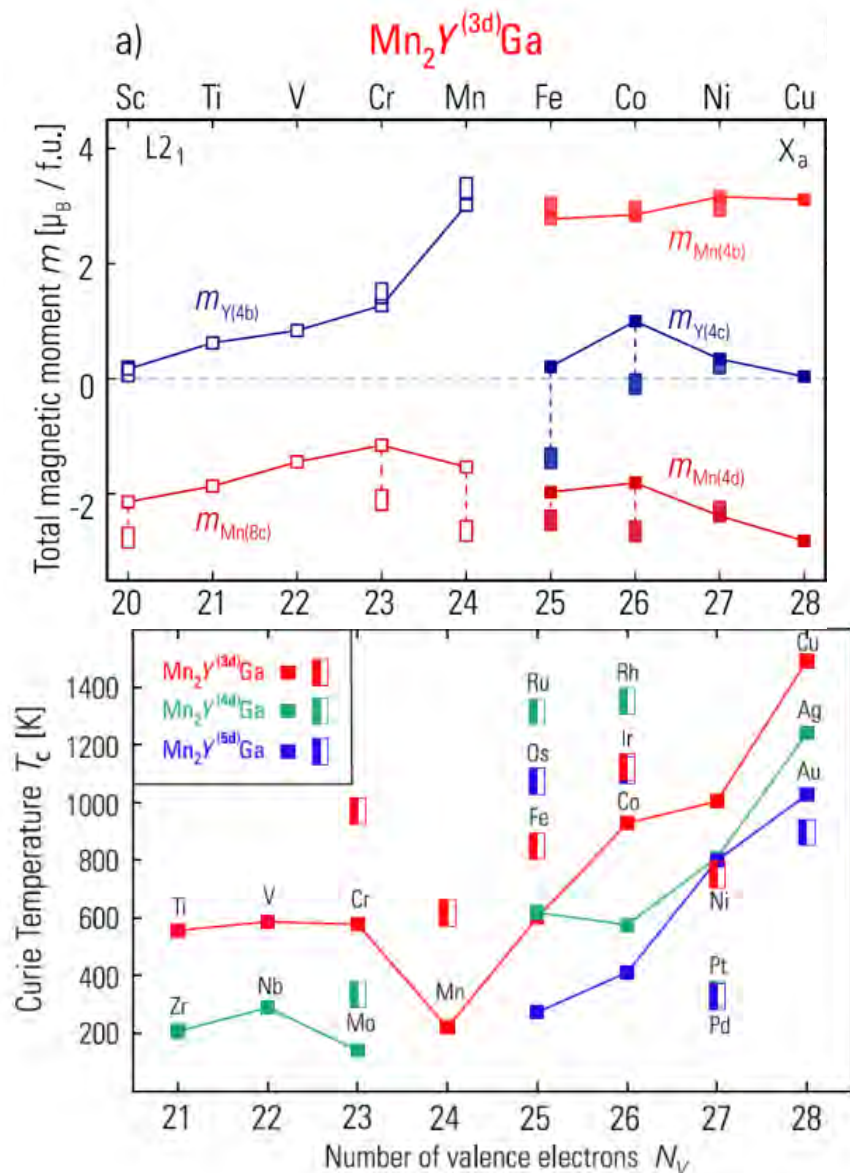 a) Mn₂Y⁽³ᵈ⁾Ga
Sc Ti V Cr Mn Fe Co Ni Cu
Total magnetic moment m [μB / f.u.]
4
2
0
-2
L2₁
Xₐ
mMn(4b)
mY(4b)
mY(4c)
mMn(4d)
mMn(8c)
20 21 22 23 24 25 26 27 28
Curie Temperature TC [K]
1400
1200
1000
800
600
400
200
Mn₂Y⁽³ᵈ⁾Ga
Mn₂Y⁽⁴ᵈ⁾Ga
Mn₂Y⁽⁵ᵈ⁾Ga
Cu
Ru
Rh
Ag
Os
Ir
Au
Fe
Co
Ti
V
Cr
Ni
Mn
Pt
Zr
Nb
Mo
Pd
21 22 23 24 25 26 27 28
Number of valence electrons NV